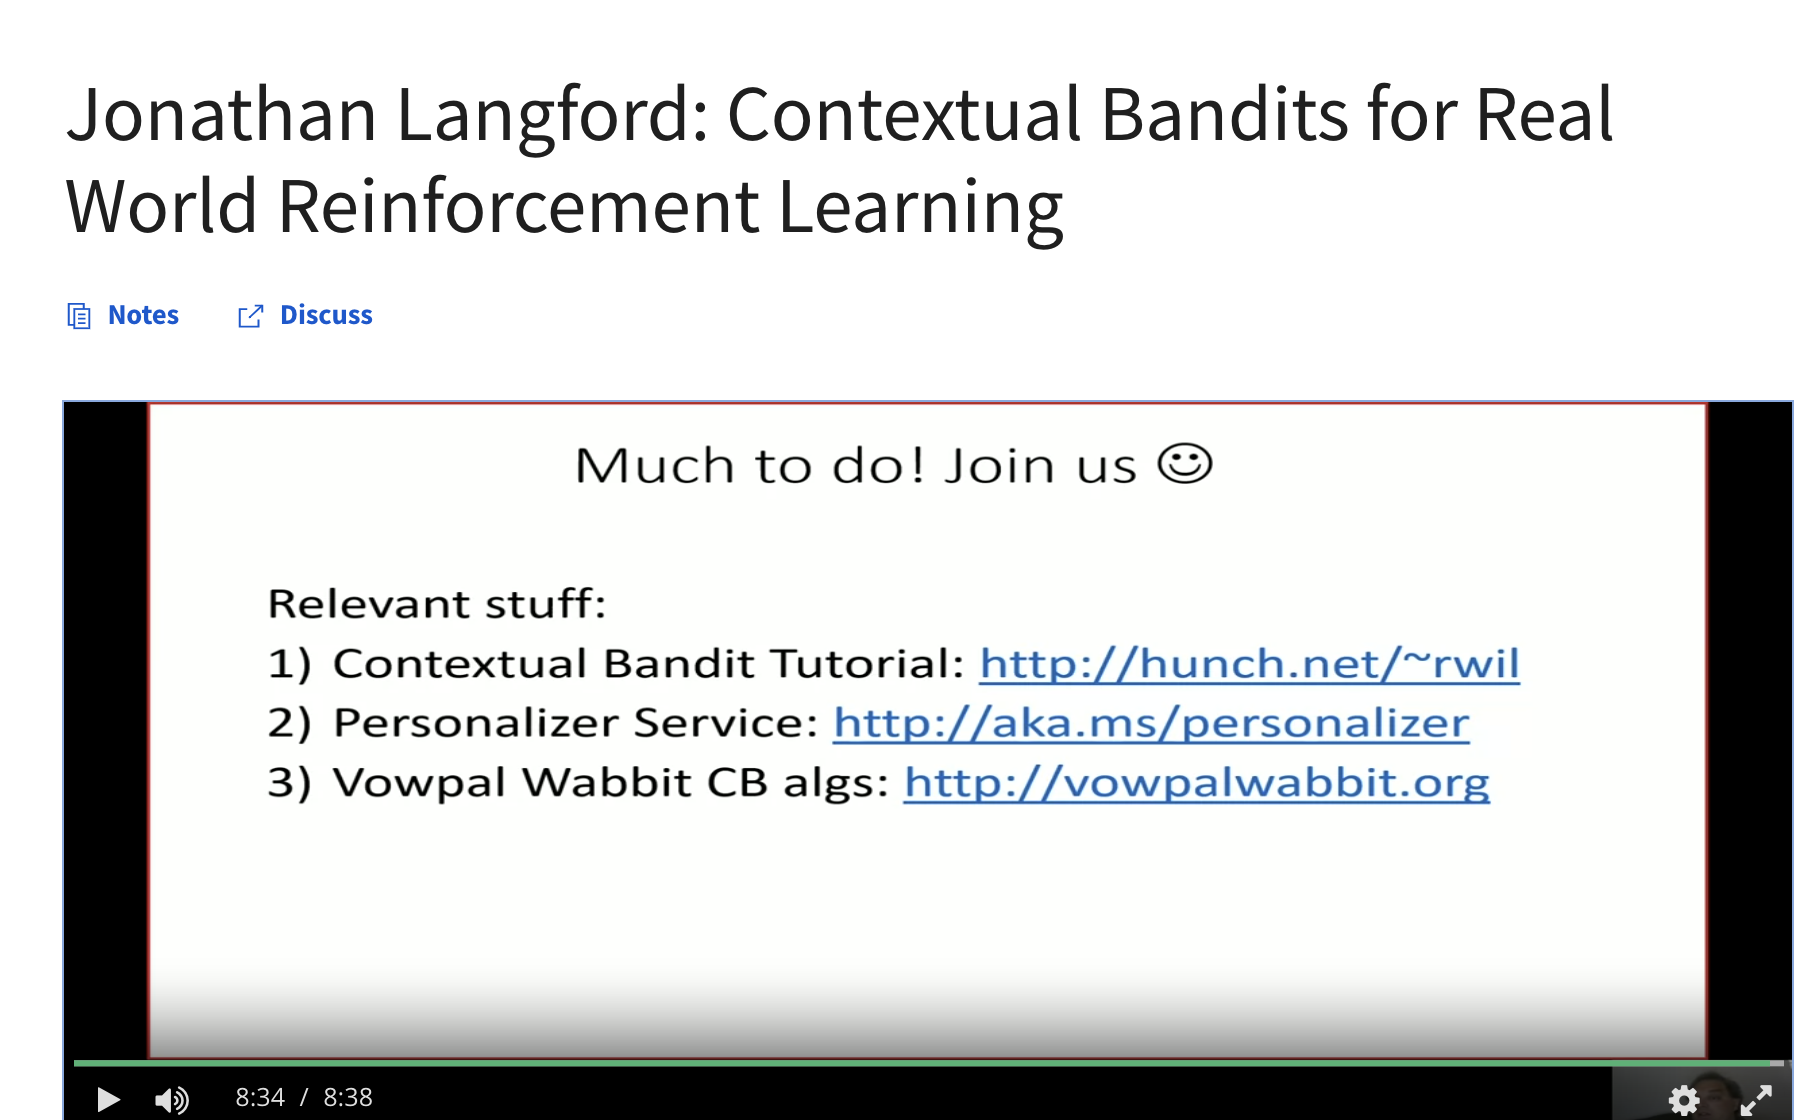 Jonathan Langford: Contextual Bandits for Real
World Reinforcement Learning
Notes Discuss
Much to do! Join us ☺
Relevant stuff:
1) Contextual Bandit Tutorial: http://hunch.net/~rwil
2) Personalizer Service: http://aka.ms/personalizer
3) Vowpal Wabbit CB algs: http://vowpalwabbit.org
8:34 / 8:38